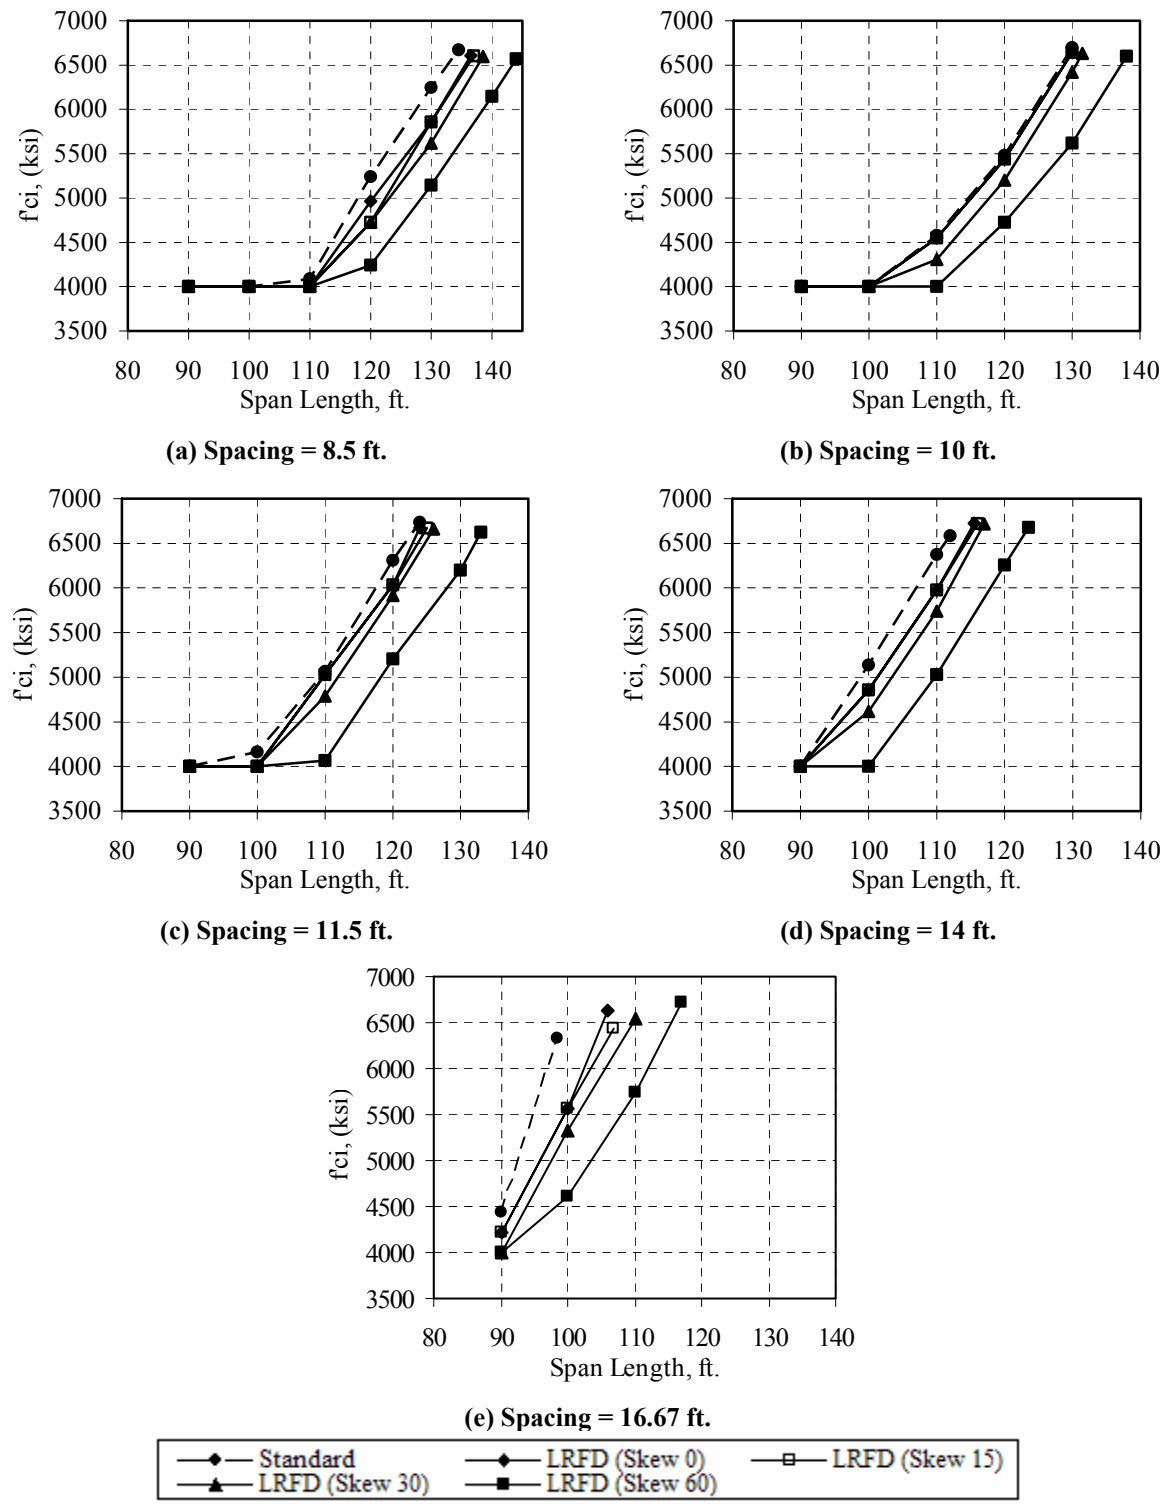 7000
6500
6000
5500
5000
4500
4000
3500
f'ci, (ksi)
80 90 100 110 120 130 140
Span Length, ft.
(a) Spacing = 8.5 ft.
7000
6500
6000
5500
5000
4500
4000
3500
f'ci, (ksi)
80 90 100 110 120 130 140
Span Length, ft.
(b) Spacing = 10 ft.
7000
6500
6000
5500
5000
4500
4000
3500
f'ci, (ksi)
80 90 100 110 120 130 140
Span Length, ft.
(c) Spacing = 11.5 ft.
7000
6500
6000
5500
5000
4500
4000
3500
f'ci, (ksi)
80 90 100 110 120 130 140
Span Length, ft.
(d) Spacing = 14 ft.
7000
6500
6000
5500
5000
4500
4000
3500
f'ci, (ksi)
80 90 100 110 120 130 140
Span Length, ft.
(e) Spacing = 16.67 ft.
Standard LRFD (Skew 0) LRFD (Skew 15)
LRFD (Skew 30) LRFD (Skew 60)